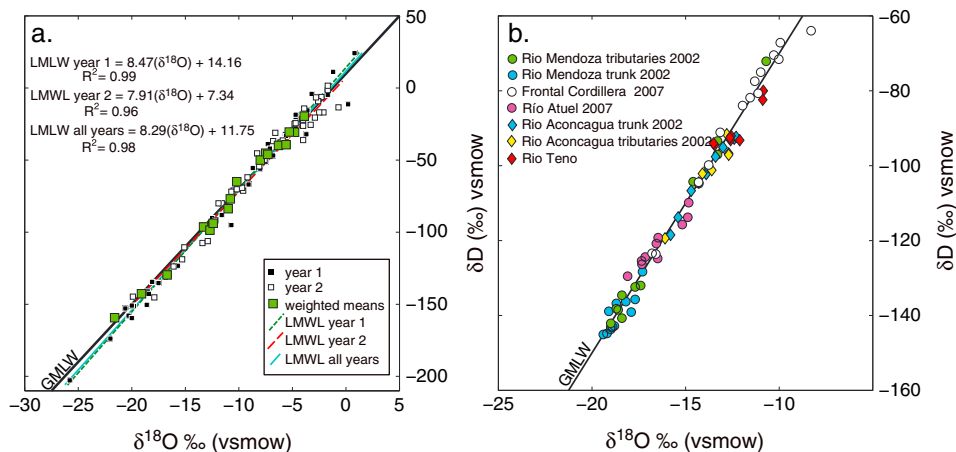 a.
LMLW year 1 = 8.47(δ18O) + 14.16
R2= 0.99
LMWL year 2 = 7.91(δ18O) + 7.34
R2= 0.96
LMWL all years = 8.29(δ18O) + 11.75
R2= 0.98
GMLW
year 1
year 2
weighted means
LMWL year 1
LMWL year 2
LMWL all years
50
0
−50
−100
−150
−200
δD (‰) vsmow
−30 −25 −20 −15 −10 −5 0 5
δ18O ‰ (vsmow)
b.
Rio Mendoza tributaries 2002
Rio Mendoza trunk 2002
Frontal Cordillera 2007
Río Atuel 2007
Rio Aconcagua trunk 2002
Rio Aconcagua tributaries 2002
Rio Teno
GMLW
−60
−80
−100
−120
−140
−160
δD (‰) vsmow
−25 −20 −15 −10
δ18O ‰ (vsmow)